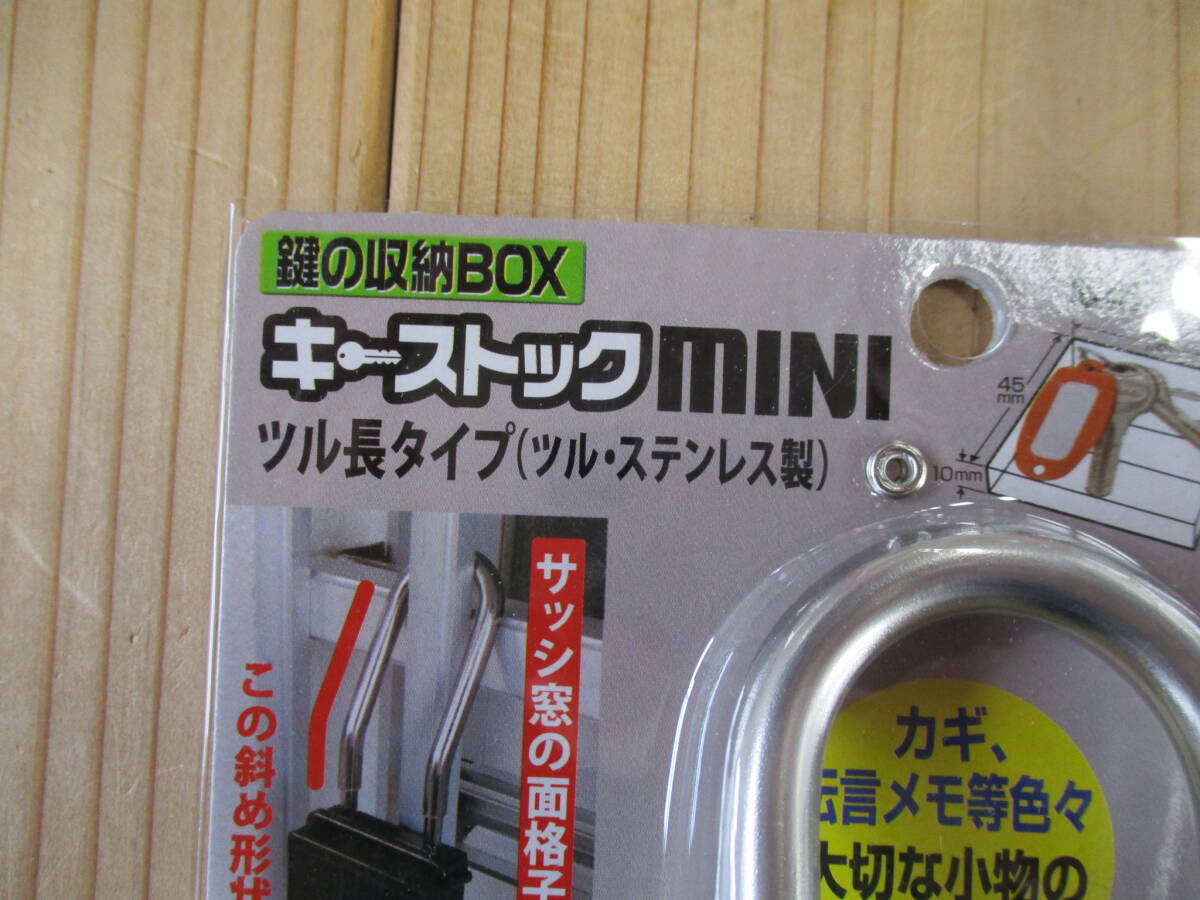 鍵の収納BOX
キーストックMINI
ツル長タイプ(ツル・ステンレス製)
45
mm
10mm
サッシ窓の面格子
この斜め形状
カギ、
伝言メモ等色々
大切な小物の